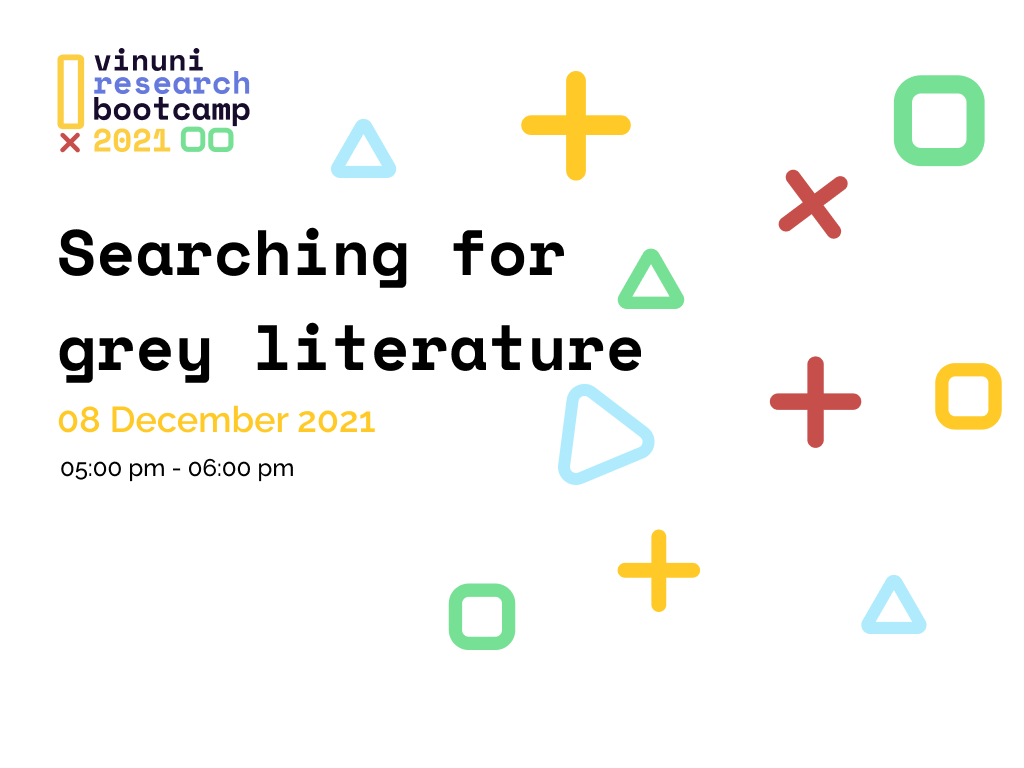 vinuni
research
bootcamp
2021
Searching for
grey literature
08 December 2021
05:00 pm - 06:00 pm